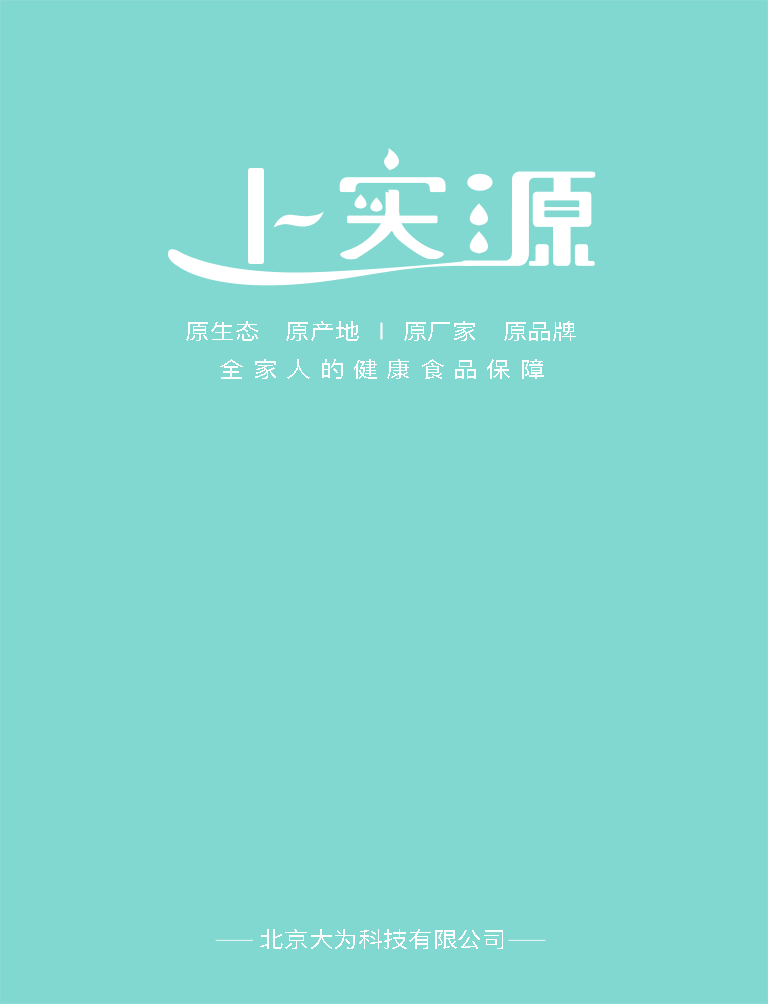 上实源
原生态 原产地 | 原厂家 原品牌
全家人的健康食品保障
—— 北京大为科技有限公司 ——